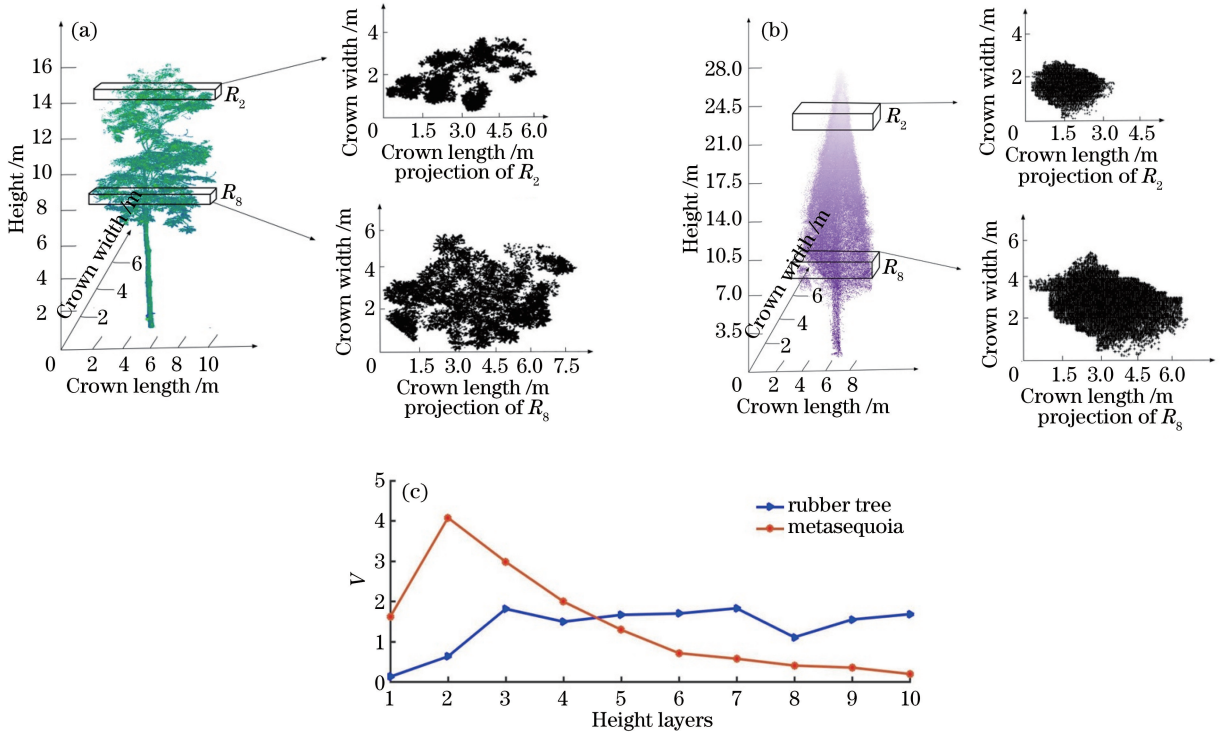 (a)
Height /m
16
14
12
10
8
6
4
2
0
2 4 6 8 10
Crown length /m
Crown width /m
2
4
6
R2
R8
Crown width /m
4
2
0
1.5 3.0 4.5 6.0
Crown length /m
projection of R2
Crown width /m
6
4
2
0
1.5 3.0 4.5 6.0 7.5
Crown length /m
projection of R8
(b)
Height /m
28.0
24.5
21.0
17.5
14.0
10.5
7.0
3.5
0
2 4 6 8
Crown length /m
Crown width /m
2
4
6
R2
R8
Crown width /m
4
2
0
1.5 3.0 4.5
Crown length /m
projection of R2
Crown width /m
6
4
2
0
1.5 3.0 4.5 6.0
Crown length /m
projection of R8
(c)
V
5
4
3
2
1
0
1 2 3 4 5 6 7 8 9 10
Height layers
rubber tree
metasequoia